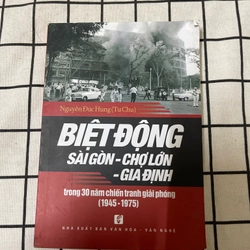 Nguyễn Đức Hùng (Tư Chu)
BIỆT ĐỘNG
SÀI GÒN - CHỢ LỚN
- GIA ĐỊNH
trong 30 năm chiến tranh giải phóng
(1945 - 1975)
NHÀ XUẤT BẢN VĂN HÓA - VĂN NGHỆ